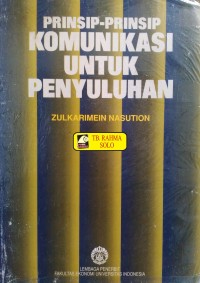 PRINSIP-PRINSIP
KOMUNIKASI
UNTUK
PENYULUHAN
ZULKARIMEIN NASUTION
TB. RAHMA
SOLO
LEMBAGA PENERBIT
FAKULTAS EKONOMI UNIVERSITAS INDONESIA